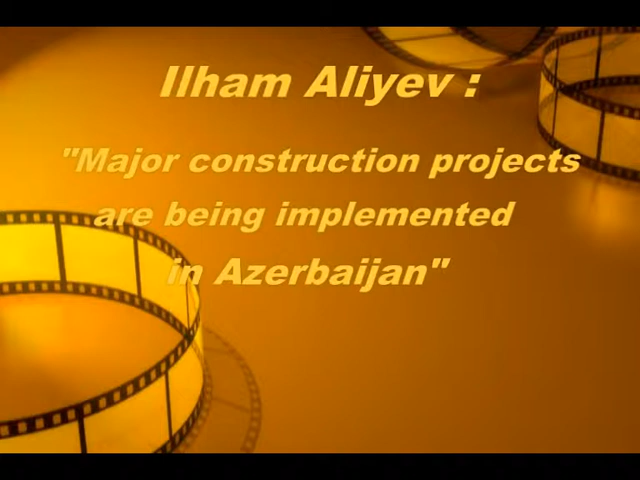 Ilham Aliyev :
"Major construction projects
are being implemented
in Azerbaijan"